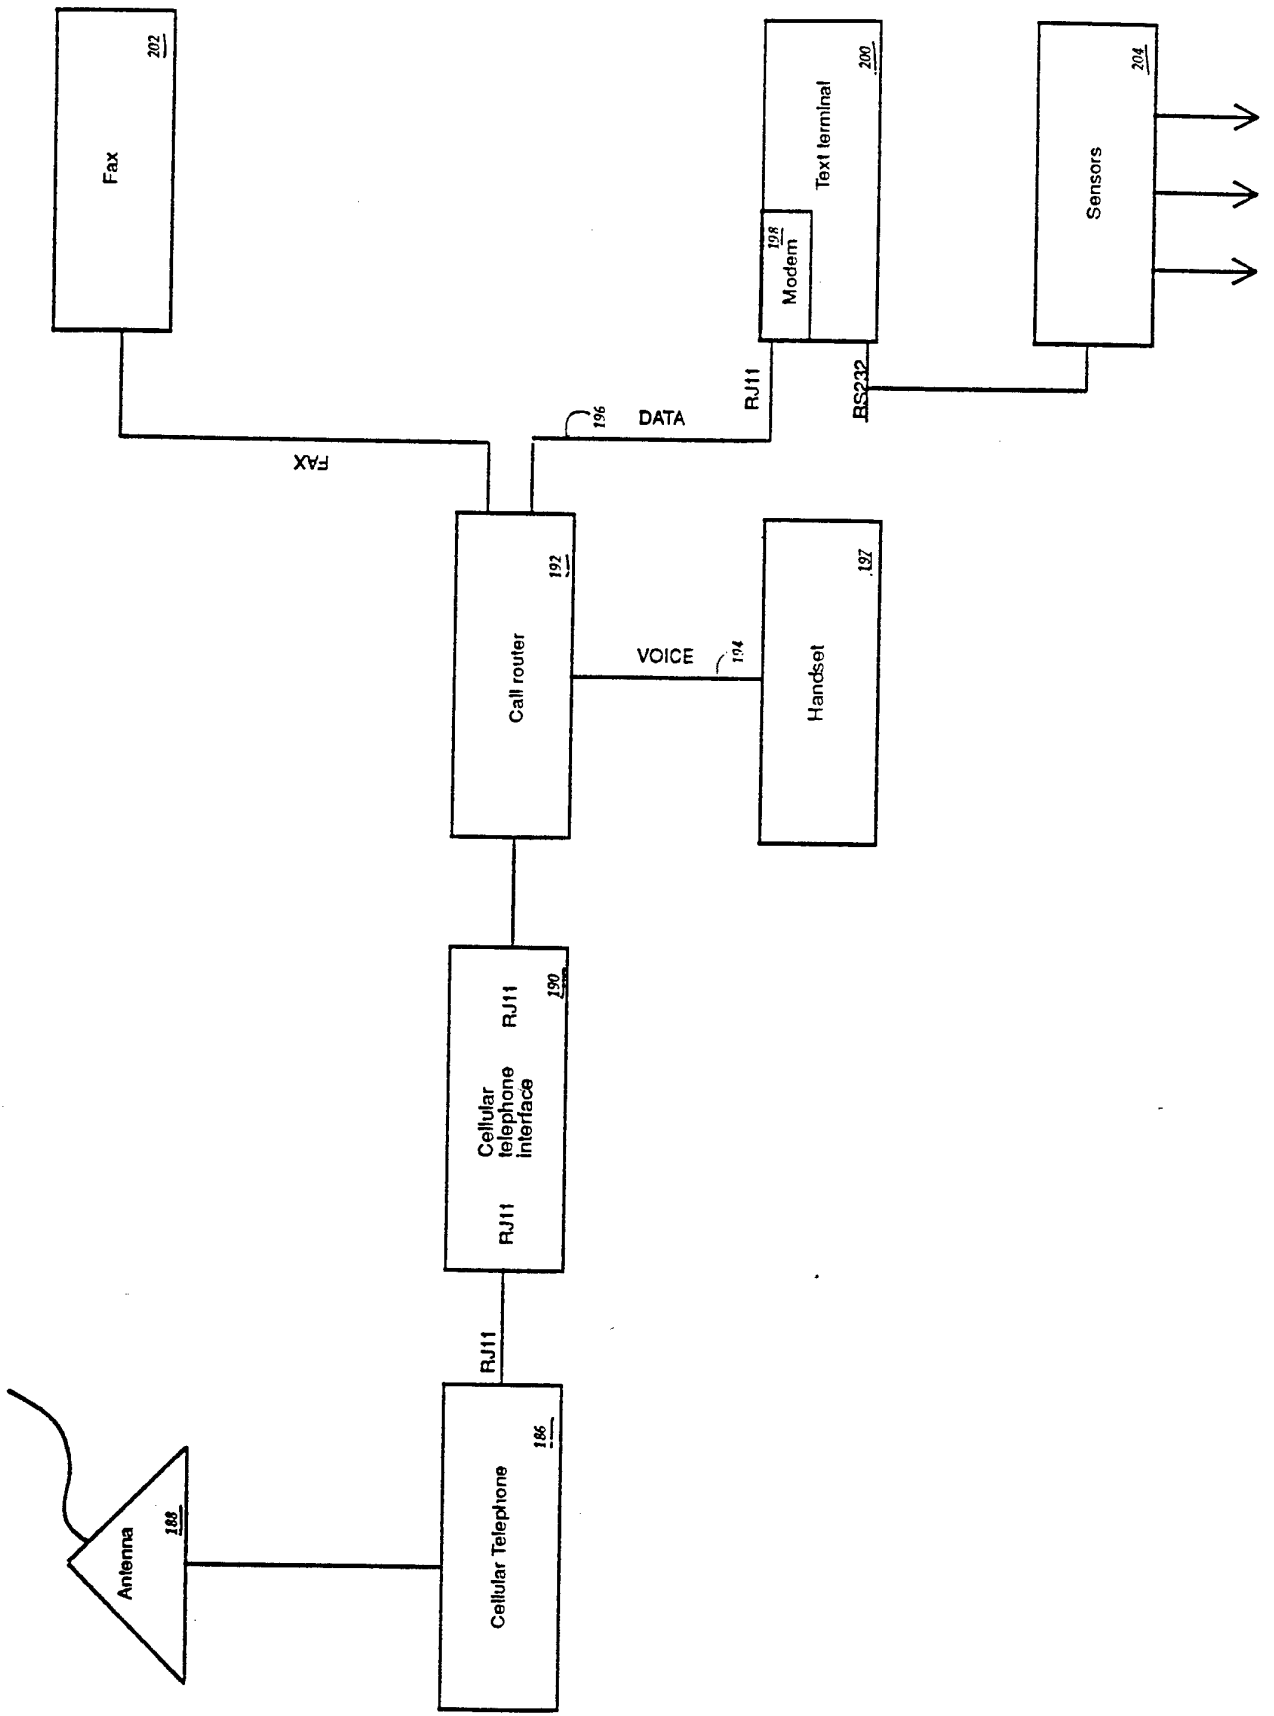 Antenna
188
Cellular Telephone
186
RJ11
RJ11
Cellular
telephone
interface
RJ11
190
Call router
192
FAX
Fax
202
VOICE
194
Handset
197
DATA
196
RJ11
Modem
198
Text terminal
200
RS232
Sensors
204